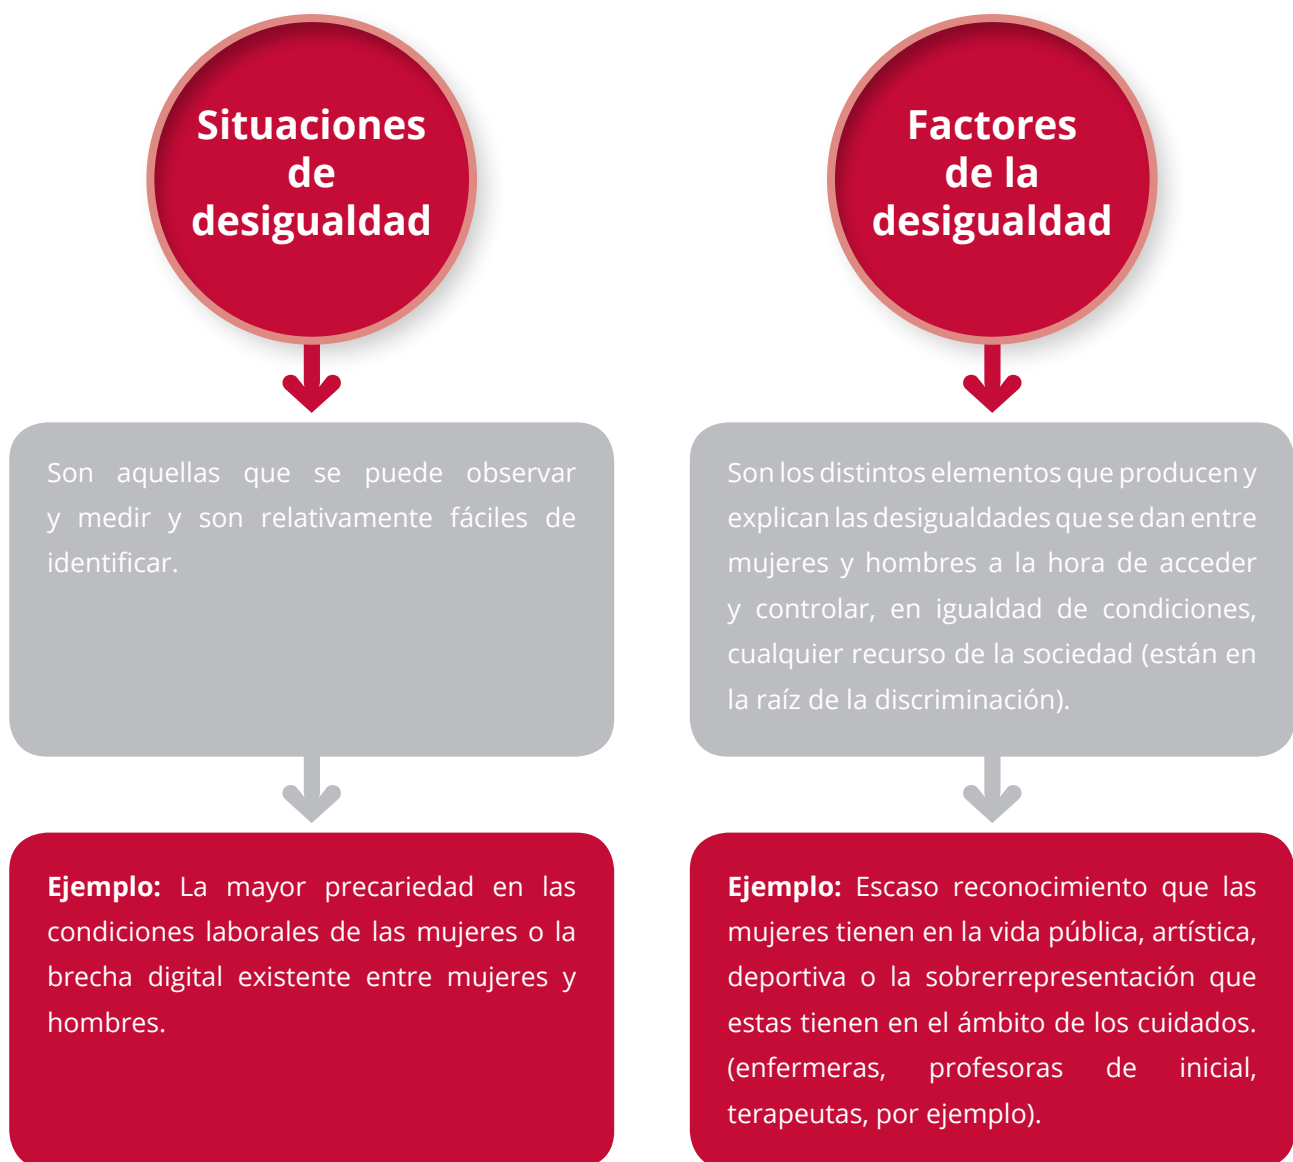 Situaciones
de
desigualdad
Son aquellas que se puede observar
y medir y son relativamente fáciles de
identificar.
Ejemplo: La mayor precariedad en las
condiciones laborales de las mujeres o la
brecha digital existente entre mujeres y
hombres.
Factores
de la
desigualdad
Son los distintos elementos que producen y
explican las desigualdades que se dan entre
mujeres y hombres a la hora de acceder
y controlar, en igualdad de condiciones,
cualquier recurso de la sociedad (están en
la raíz de la discriminación).
Ejemplo: Escaso reconocimiento que las
mujeres tienen en la vida pública, artística,
deportiva o la sobrerrepresentación que
estas tienen en el ámbito de los cuidados.
(enfermeras, profesoras de inicial,
terapeutas, por ejemplo).